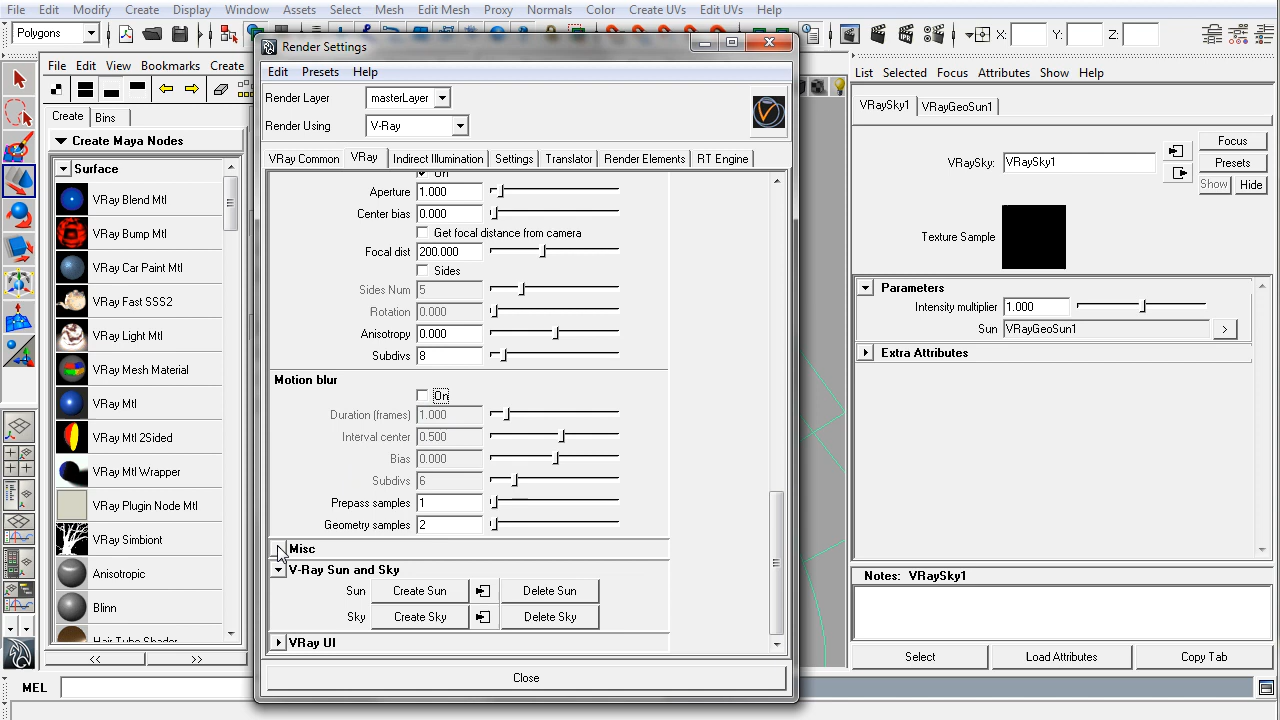 File Edit Modify Create Display Window Assets Select Mesh Edit Mesh Proxy Normals Color Create UVs Edit UVs Help
Polygons
X: Y: Z:
File Edit View Bookmarks Create
Create Bins
Create Maya Nodes
Surface
VRay Blend Mtl
VRay Bump Mtl
VRay Car Paint Mtl
VRay Fast SSS2
VRay Light Mtl
VRay Mesh Material
VRay Mtl
VRay Mtl 2Sided
VRay Mtl Wrapper
VRay Plugin Node Mtl
VRay Simbiont
Anisotropic
Blinn
Hair Tube Shader
<< >>
MEL
Render Settings
Edit Presets Help
Render Layer masterLayer
Render Using V-Ray
VRay Common VRay Indirect Illumination Settings Translator Render Elements RT Engine
On
Aperture 1.000
Center bias 0.000
Get focal distance from camera
Focal dist 200.000
Sides
Sides Num 5
Rotation 0.000
Anisotropy 0.000
Subdivs 8
Motion blur
On
Duration (frames) 1.000
Interval center 0.500
Bias 0.000
Subdivs 6
Prepass samples 1
Geometry samples 2
Misc
V-Ray Sun and Sky
Sun Create Sun Delete Sun
Sky Create Sky Delete Sky
VRay UI
Close
List Selected Focus Attributes Show Help
VRaySky1 VRayGeoSun1
VRaySky: VRaySky1
Focus
Presets
Show Hide
Texture Sample
Parameters
Intensity multiplier 1.000
Sun VRayGeoSun1 >
Extra Attributes
Notes: VRaySky1
Select Load Attributes Copy Tab